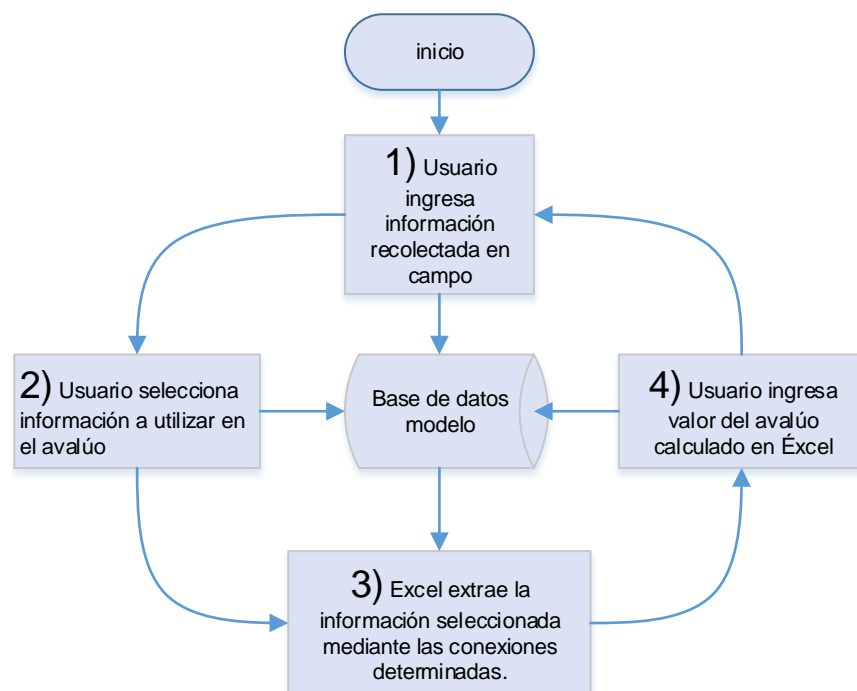 inicio
1) Usuario
ingresa
información
recolectada en
campo
2) Usuario selecciona
información a utilizar en
el avalúo
Base de datos
modelo
4) Usuario ingresa
valor del avalúo
calculado en Éxcel
3) Excel extrae la
información seleccionada
mediante las conexiones
determinadas.